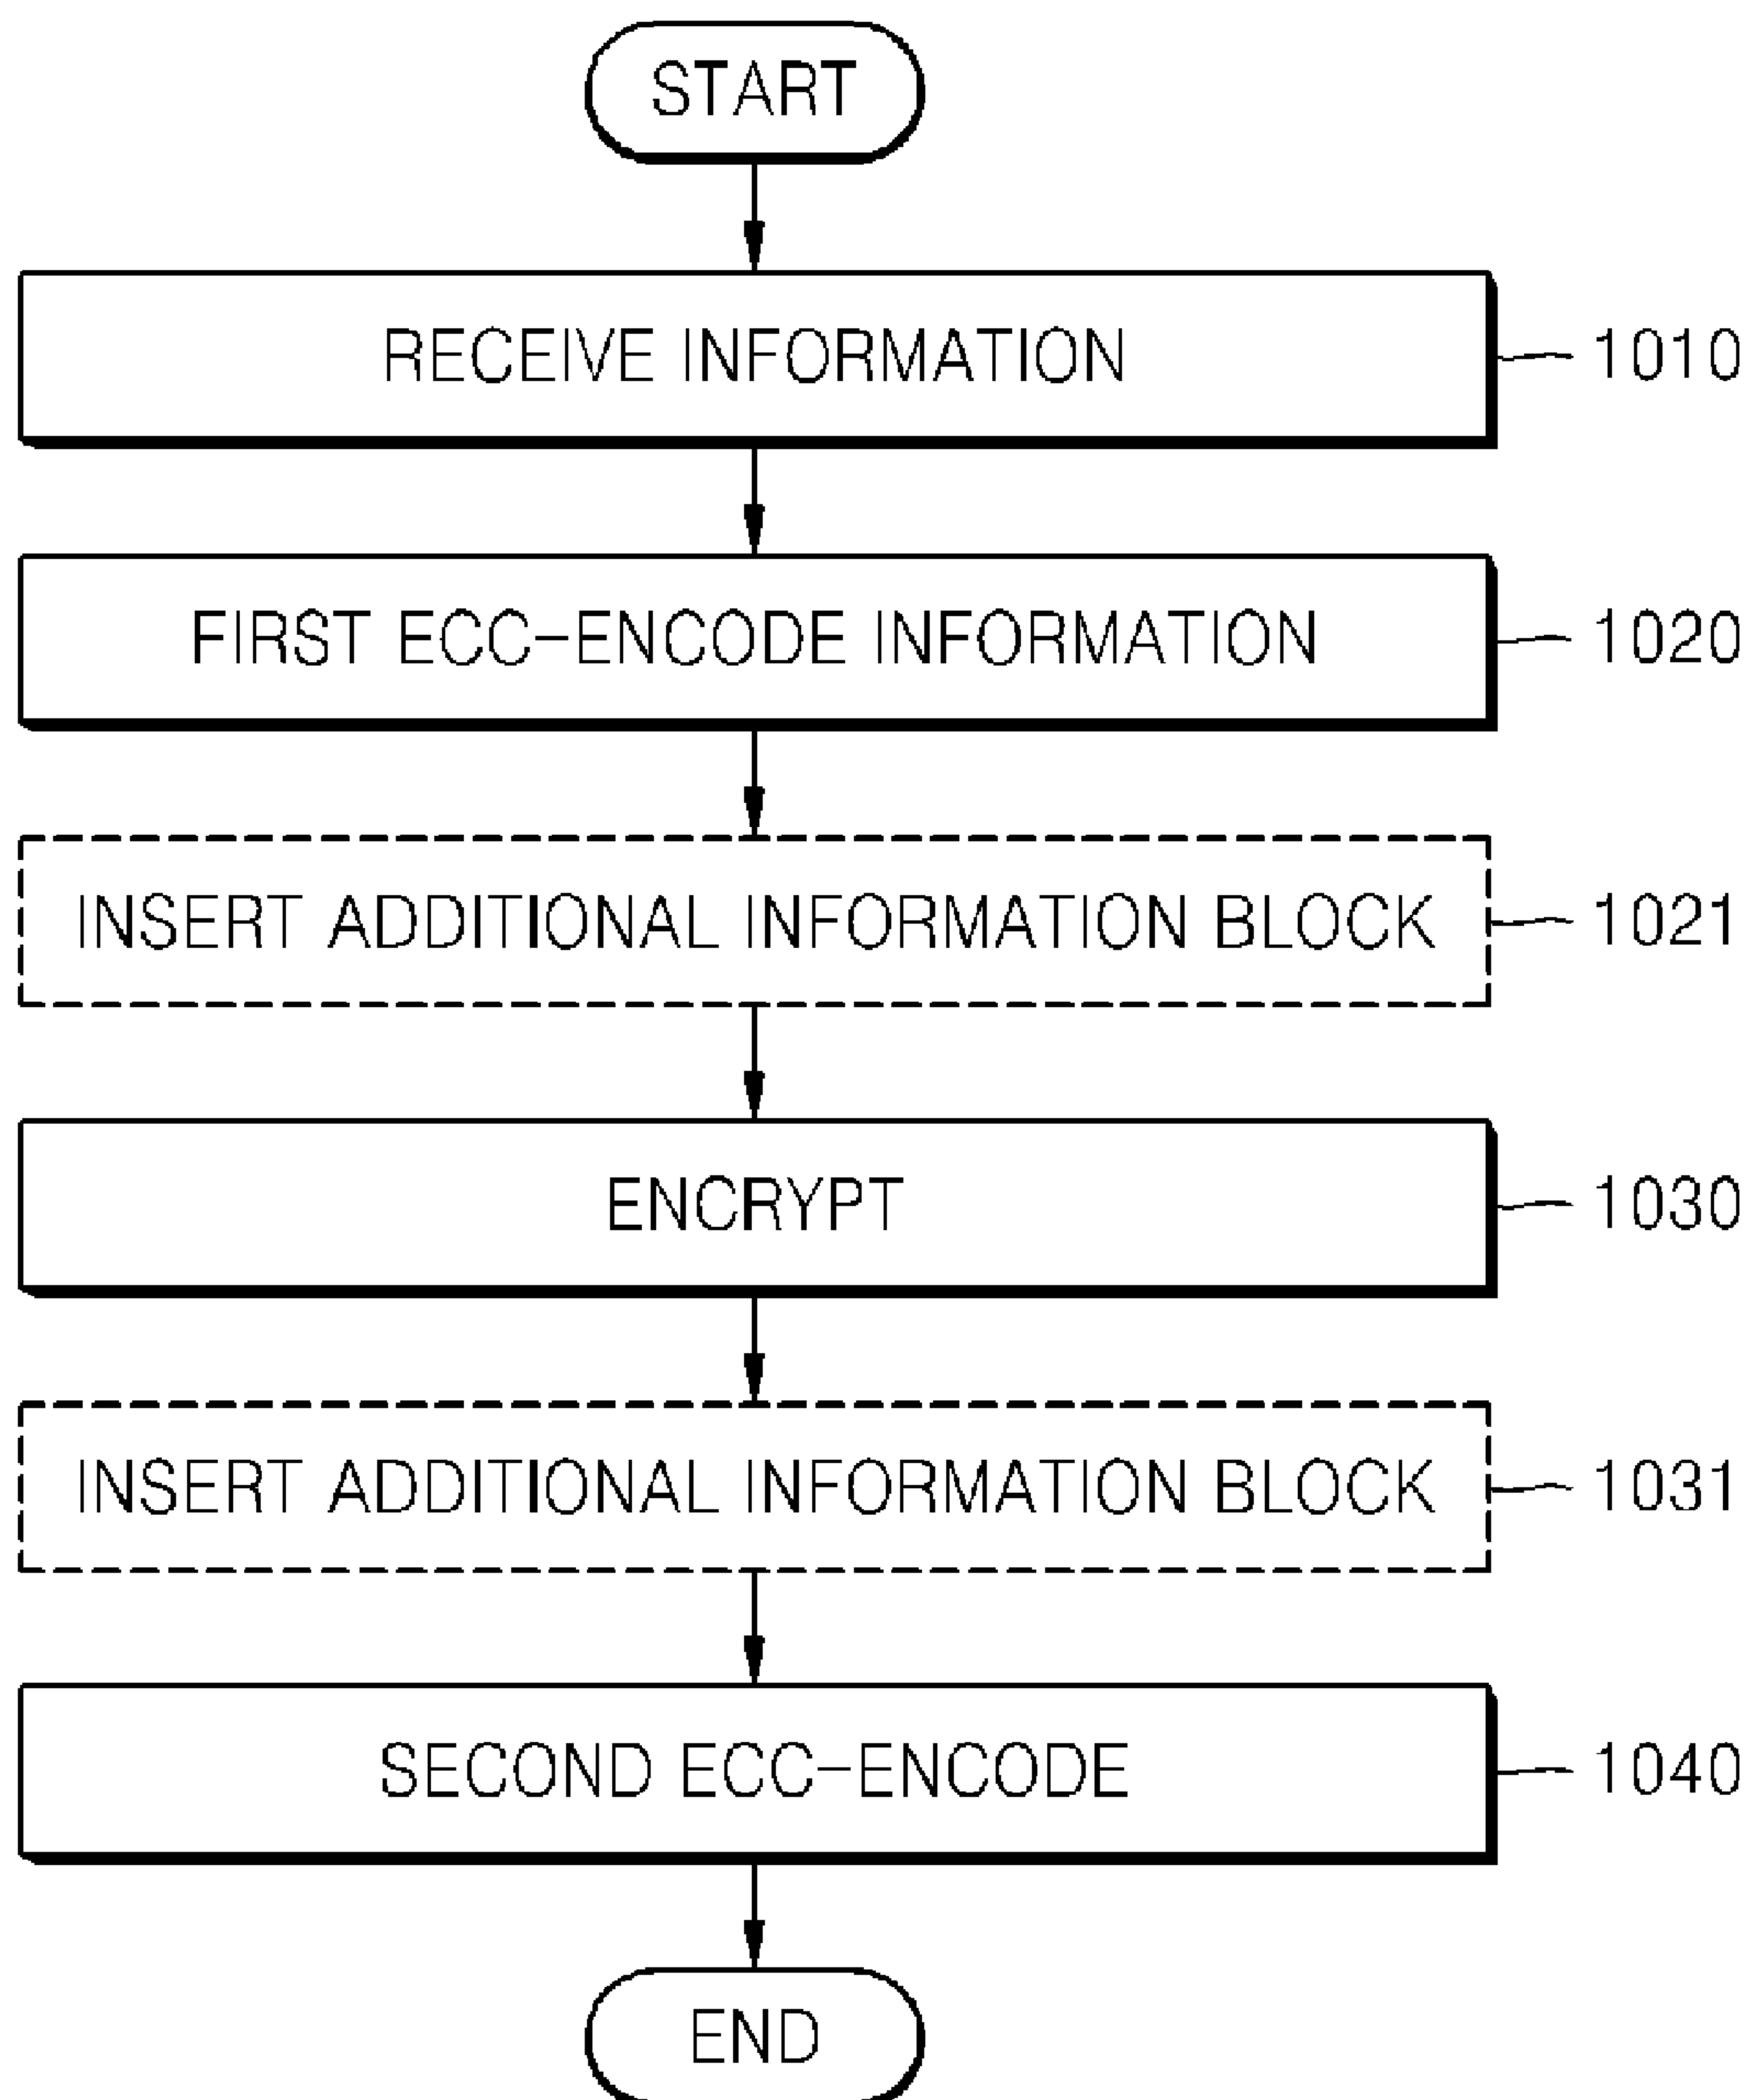 START
RECEIVE INFORMATION
1010
FIRST ECC-ENCODE INFORMATION
1020
INSERT ADDITIONAL INFORMATION BLOCK
1021
ENCRYPT
1030
INSERT ADDITIONAL INFORMATION BLOCK
1031
SECOND ECC-ENCODE
1040
END